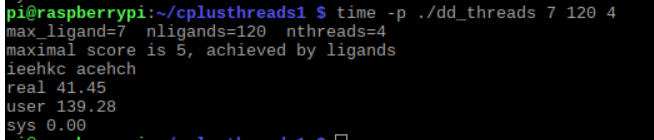 pi@raspberrypi:~/cplusthreads1 $ time -p ./dd_threads 7 120 4
max_ligand=7  nligands=120  nthreads=4
maximal score is 5, achieved by ligands
ieehkc acehch
real 41.45
user 139.28
sys 0.00